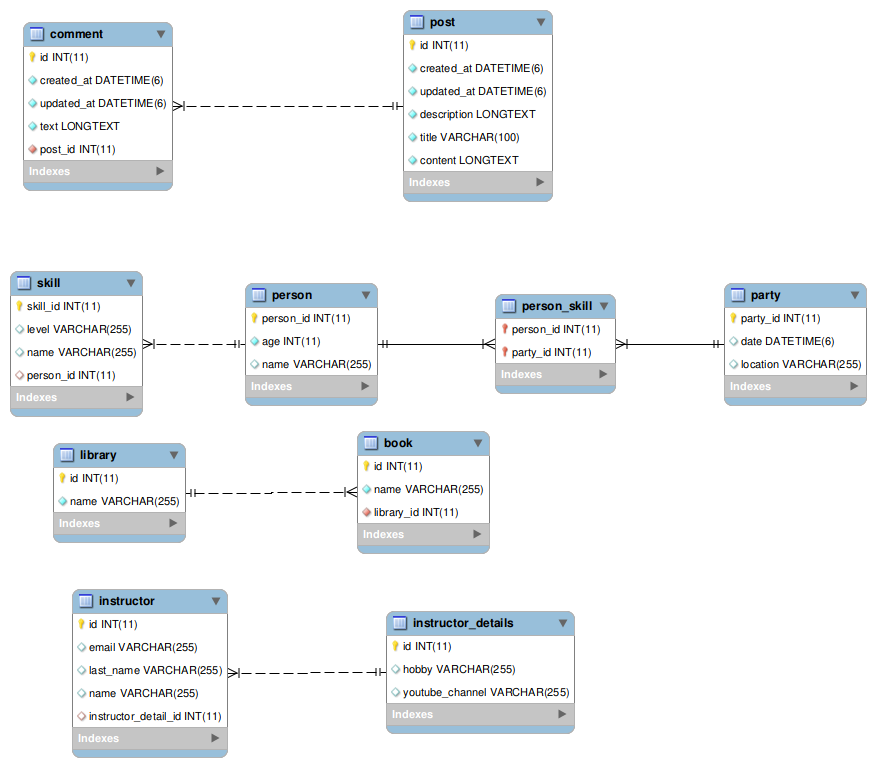 comment
id INT(11)
created_at DATETIME(6)
updated_at DATETIME(6)
text LONGTEXT
post_id INT(11)
Indexes
post
id INT(11)
created_at DATETIME(6)
updated_at DATETIME(6)
description LONGTEXT
title VARCHAR(100)
content LONGTEXT
Indexes
skill
skill_id INT(11)
level VARCHAR(255)
name VARCHAR(255)
person_id INT(11)
Indexes
person
person_id INT(11)
age INT(11)
name VARCHAR(255)
Indexes
person_skill
person_id INT(11)
party_id INT(11)
Indexes
party
party_id INT(11)
date DATETIME(6)
location VARCHAR(255)
Indexes
library
id INT(11)
name VARCHAR(255)
Indexes
book
id INT(11)
name VARCHAR(255)
library_id INT(11)
Indexes
instructor
id INT(11)
email VARCHAR(255)
last_name VARCHAR(255)
name VARCHAR(255)
instructor_detail_id INT(11)
Indexes
instructor_details
id INT(11)
hobby VARCHAR(255)
youtube_channel VARCHAR(255)
Indexes